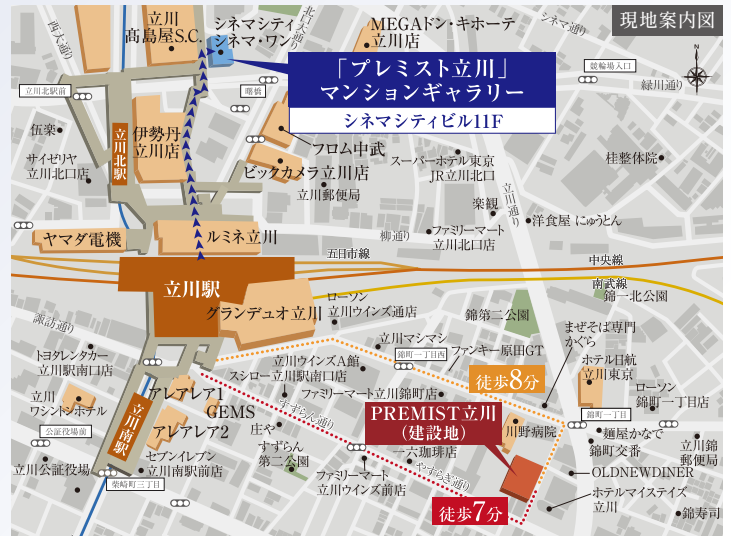 現地案内図
N
西大通り
立川
髙島屋S.C.
シネマシティ
シネマ・ワン
北口大通り
MEGAドン・キホーテ
立川店
シネマ通り
競輪場入口
緑川通り
「プレミスト立川」
マンションギャラリー
シネマシティビル11F
立川北駅前
曙橋
伍楽
サイゼリヤ
立川北口店
立川北駅
伊勢丹
立川店
フロム中武
ビックカメラ立川店
立川郵便局
スーパーホテル東京
JR立川北口
桂整体院
楽観
立川通り
洋食屋 にゅうとん
ファミリーマート
立川北口店
柳通り
ヤマダ電機
ルミネ立川
五日市線
中央線
南武線
錦一北公園
立川駅
グランデュオ立川
ローソン
立川ウインズ通店
錦第二公園
諏訪通り
トヨタレンタカー
立川駅南口店
立川マシマシ
錦町一丁目西
ファンキー原田GT
まぜそば専門
かぐら
立川ウインズA館
スシロー立川駅南口店
徒歩8分
ホテル日航
立川東京
ローソン
錦町一丁目店
立川
ワシントンホテル
アレアレア1
GEMS
アレアレア2
すずらん通り
ファミリーマート立川錦町店
PREMIST立川
(建設地)
川野病院
錦町一丁目
公証役場前
立川南駅
庄や
すずらん
第二公園
麺屋かなで
錦町交番
立川錦
郵便局
立川公証役場
セブンイレブン
立川南駅前店
柴崎町三丁目
ファミリーマート
立川ウインズ前店
一六珈琲店
やすらぎ通り
OLDNEWDINER
ホテルマイステイズ
立川
徒歩7分
錦寿司